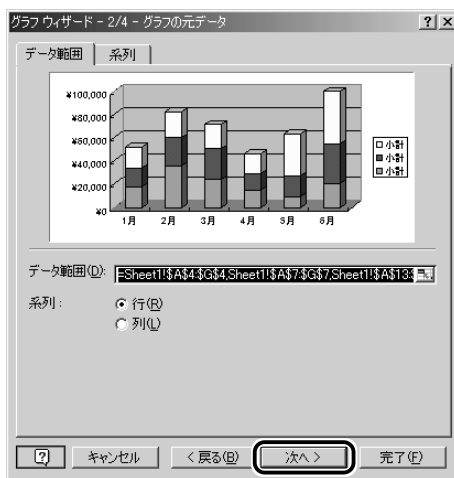 グラフ ウィザード - 2/4 - グラフの元データ
データ範囲 系列
¥100,000
¥80,000
¥60,000
¥40,000
¥20,000
¥0
1月 2月 3月 4月 5月 6月
小計
小計
小計
データ範囲(D): =Sheet1!$A$4:$G$4,Sheet1!$A$7:$G$7,Sheet1!$A$13:$
系列: 行(R)
列(L)
キャンセル < 戻る(B) 次へ > 完了(F)